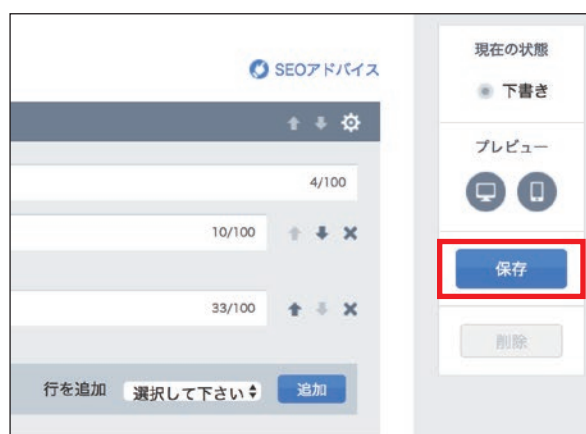 SEOアドバイス
4/100
10/100
33/100
行を追加 選択して下さい 追加
現在の状態
下書き
プレビュー
保存
削除